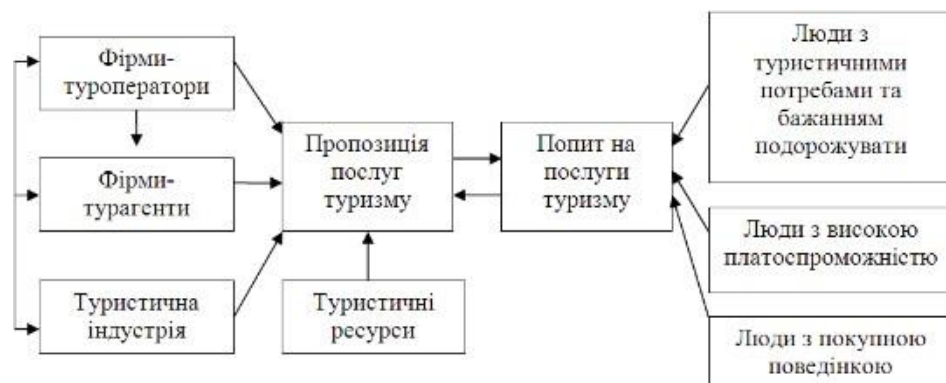 Фірми-
туроператори
Фірми-
турагенти
Туристична
індустрія
Пропозиція
послуг
туризму
Туристичні
ресурси
Попит на
послуги
туризму
Люди з
туристичними
потребами та
бажанням
подорожувати
Люди з високою
платоспроможністю
Люди з покупною
поведінкою